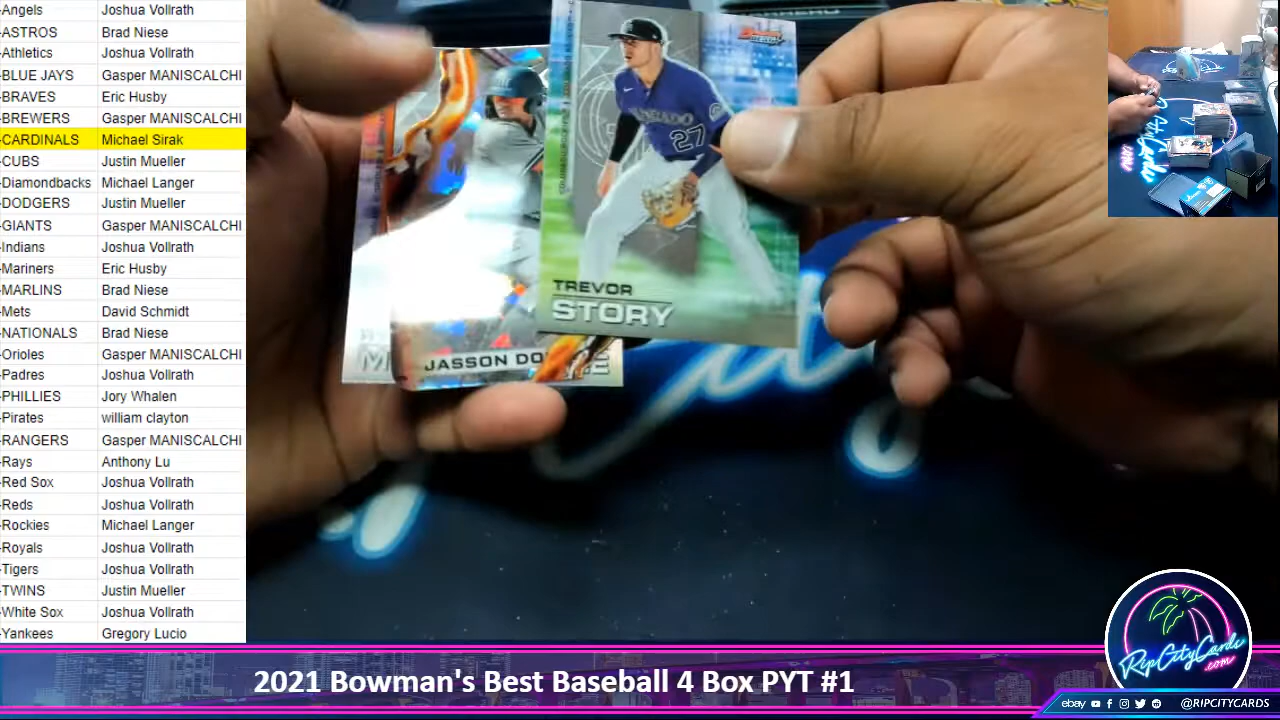 -Angels Joshua Vollrath
-ASTROS Brad Niese
-Athletics Joshua Vollrath
-BLUE JAYS Gasper MANISCALCHI
-BRAVES Eric Husby
-BREWERS Gasper MANISCALCHI
-CARDINALS Michael Sirak
-CUBS Justin Mueller
-Diamondbacks Michael Langer
-DODGERS Justin Mueller
-GIANTS Gasper MANISCALCHI
-Indians Joshua Vollrath
-Mariners Eric Husby
-MARLINS Brad Niese
-Mets David Schmidt
-NATIONALS Brad Niese
-Orioles Gasper MANISCALCHI
-Padres Joshua Vollrath
-PHILLIES Jory Whalen
-Pirates william clayton
-RANGERS Gasper MANISCALCHI
-Rays Anthony Lu
-Red Sox Joshua Vollrath
-Reds Joshua Vollrath
-Rockies Michael Langer
-Royals Joshua Vollrath
-Tigers Joshua Vollrath
-TWINS Justin Mueller
-White Sox Joshua Vollrath
-Yankees Gregory Lucio
27
TREVOR
STORY
JASSON DO
RipCityCards
.com
2021 Bowman's Best Baseball 4 Box PYT #1
ebay @RIPCITYCARDS